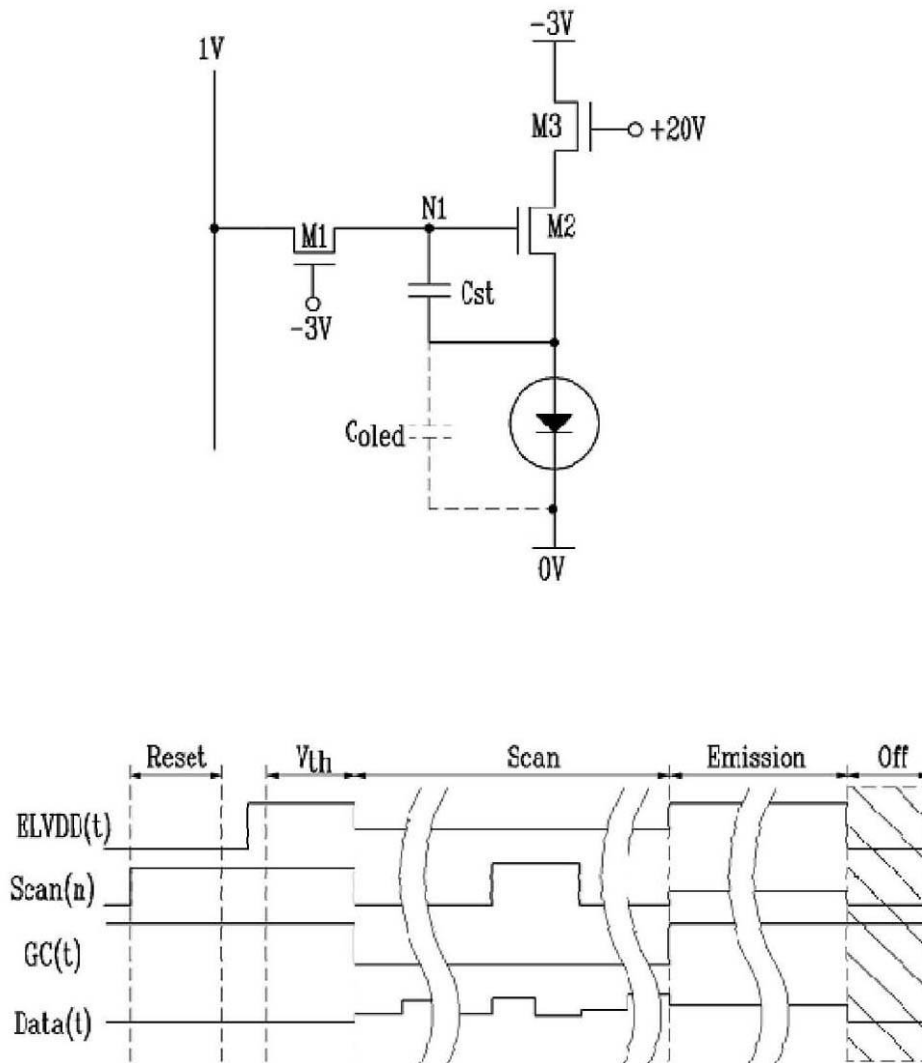 -3V
1V
M3
+20V
N1
M1
M2
Cst
-3V
Coled
0V
Reset
Vth
Scan
Emission
Off
ELVDD(t)
Scan(n)
GC(t)
Data(t)